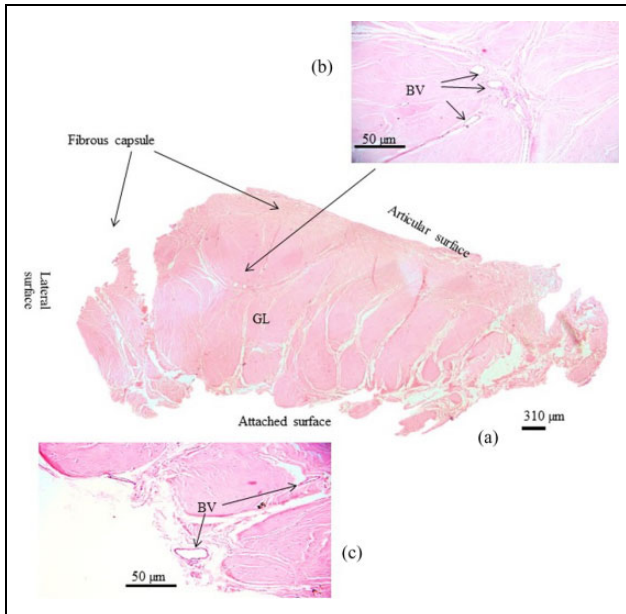 (b)
BV
50 µm
Fibrous capsule
Articular surface
Lateral
surface
GL
Attached surface
310 µm
(a)
BV
50 µm
(c)